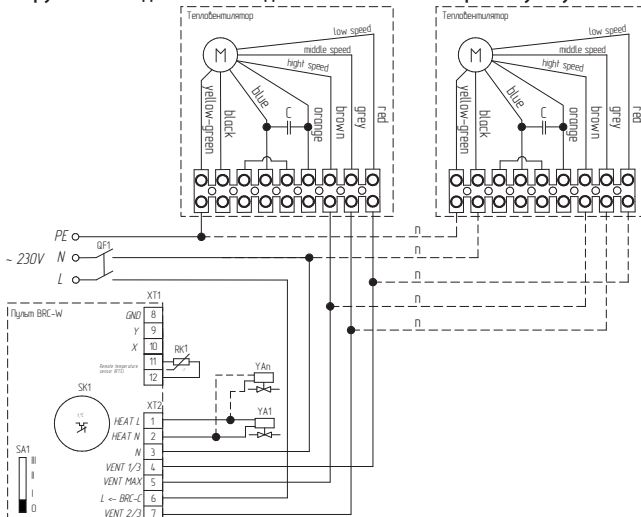 Тепловентилятор
Тепловентилятор
low speed
middle speed
hight speed
M
low speed
middle speed
hight speed
M
yellow-green
black
blue
C
orange
brown
grey
red
yellow-green
black
blue
C
orange
brown
grey
red
PE
n
~ 230V
N
QF1
n
L
n
n
n
Пульт BRC-W
XT1
GND
8
Y
9
X
10
Remote temperature
11
RK1
12
SK1
YAn
YA1
XT2
HEAT L
1
HEAT N
2
N
3
VENT 1/3
4
VENT MAX
5
L <- BRC-C
6
VENT 2/3
7
SA1
III
II
I
0